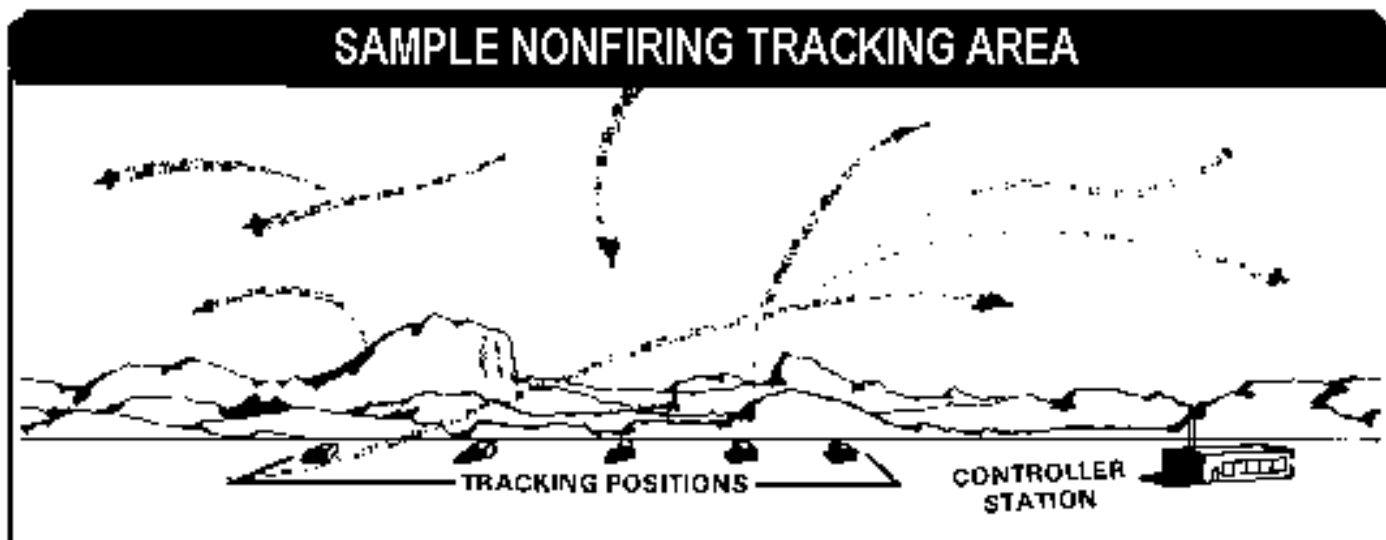 SAMPLE NONFIRING TRACKING AREA
TRACKING POSITIONS
CONTROLLER
STATION